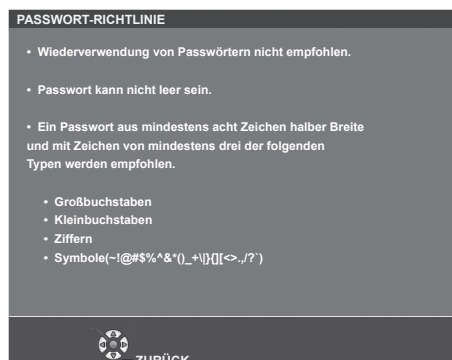 PASSWORT-RICHTLINIE
• Wiederverwendung von Passwörtern nicht empfohlen.
• Passwort kann nicht leer sein.
• Ein Passwort aus mindestens acht Zeichen halber Breite
und mit Zeichen von mindestens drei der folgenden
Typen werden empfohlen.
• Großbuchstaben
• Kleinbuchstaben
• Ziffern
• Symbole(~!@#$%^&*()_+\|}{][<>.,/?`)
ZURÜCK